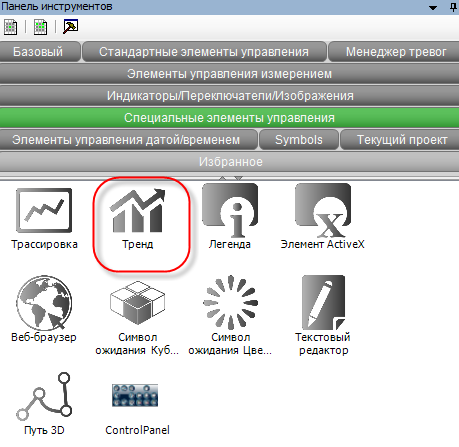 Панель инструментов
Базовый Стандартные элементы управления Менеджер тревог
Элементы управления измерением
Индикаторы/Переключатели/Изображения
Специальные элементы управления
Элементы управления датой/временем Symbols Текущий проект
Избранное
Трассировка Тренд Легенда Элемент ActiveX
Веб-браузер Символ ожидания Куб... Символ ожидания Цве... Текстовый редактор
Путь 3D ControlPanel